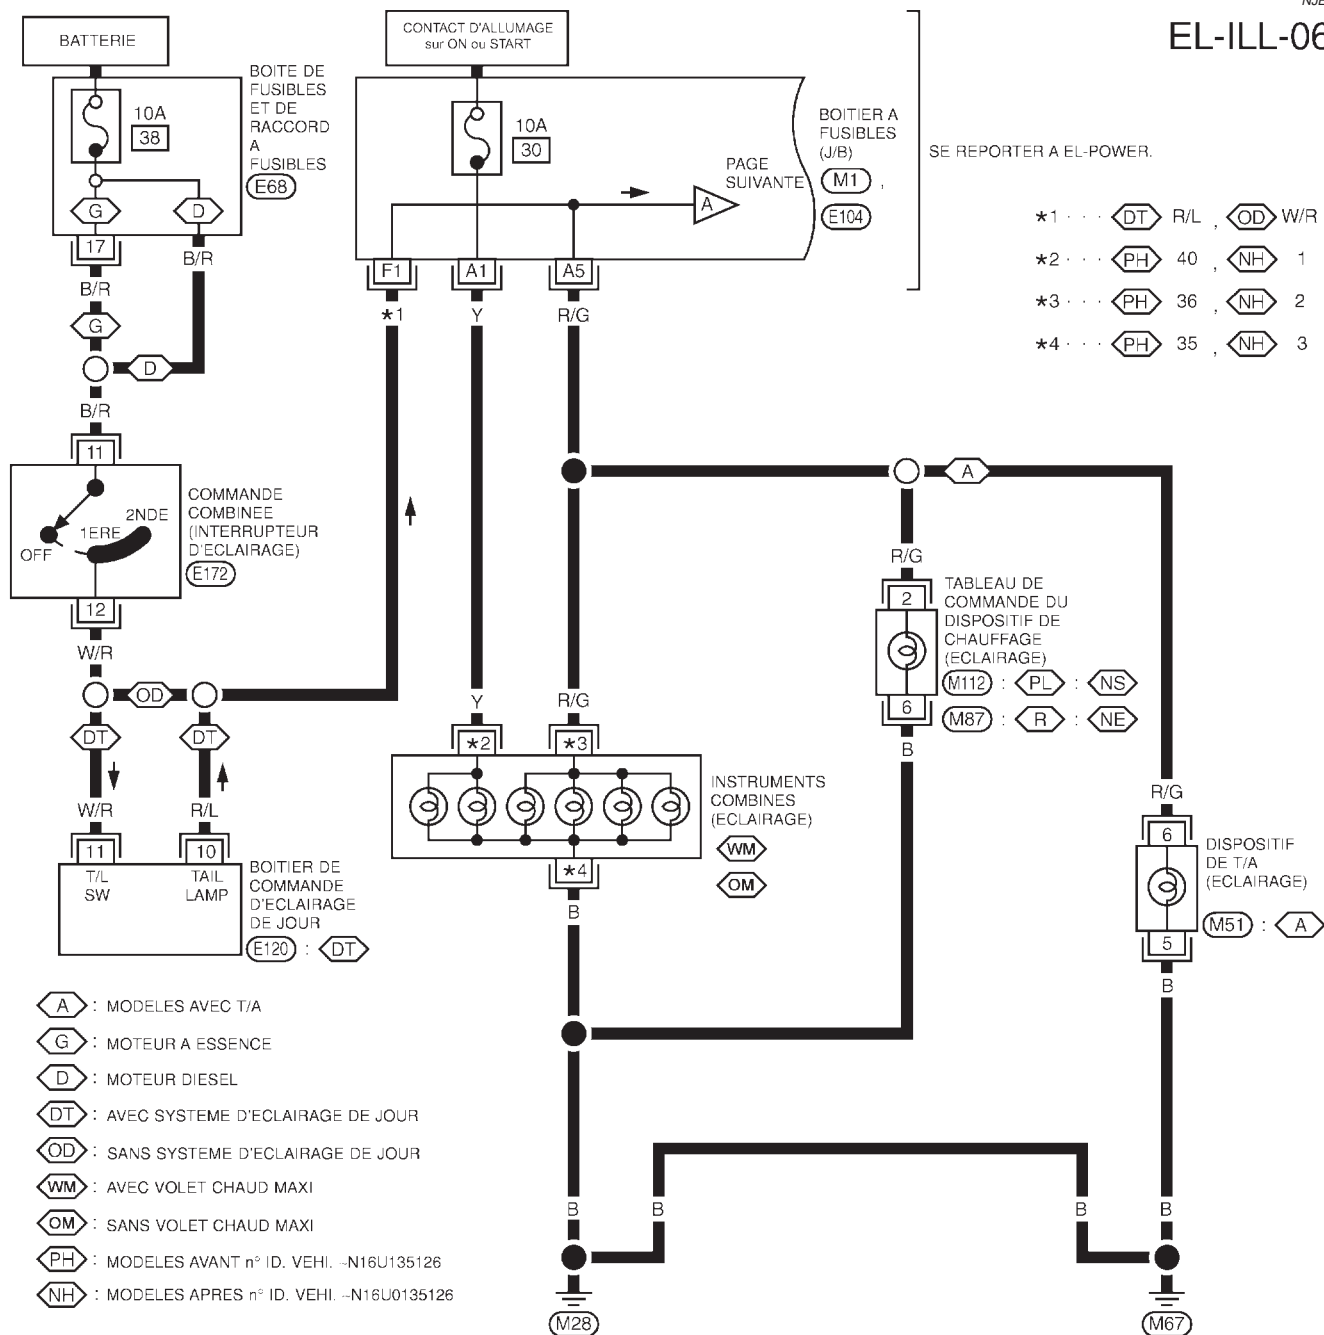 EL-ILL-06
BATTERIE
CONTACT D'ALLUMAGE
sur ON ou START
10A
38
BOITE DE
FUSIBLES
ET DE
RACCORD
A
FUSIBLES
E68
G
D
17
B/R
B/R
G
D
B/R
10A
30
PAGE
SUIVANTE
A
BOITIER A
FUSIBLES
(J/B)
M1 ,
E104
SE REPORTER A EL-POWER.
F1
A1
A5
*1
Y
R/G
*1 · · · DT R/L , OD W/R
*2 · · · PH 40 , NH 1
*3 · · · PH 36 , NH 2
*4 · · · PH 35 , NH 3
11
OFF
1ERE
2NDE
COMMANDE
COMBINEE
(INTERRUPTEUR
D'ECLAIRAGE)
E172
12
W/R
OD
DT
DT
W/R
R/L
11
10
T/L
SW
TAIL
LAMP
BOITIER DE
COMMANDE
D'ECLAIRAGE
DE JOUR
E120 : DT
A
R/G
2
TABLEAU DE
COMMANDE DU
DISPOSITIF DE
CHAUFFAGE
(ECLAIRAGE)
M112 : PL : NS
M87 : R : NE
6
B
Y
R/G
*2
*3
INSTRUMENTS
COMBINES
(ECLAIRAGE)
WM
OM
*4
B
R/G
6
DISPOSITIF
DE T/A
(ECLAIRAGE)
M51 : A
5
B
A : MODELES AVEC T/A
G : MOTEUR A ESSENCE
D : MOTEUR DIESEL
DT : AVEC SYSTEME D'ECLAIRAGE DE JOUR
OD : SANS SYSTEME D'ECLAIRAGE DE JOUR
WM : AVEC VOLET CHAUD MAXI
OM : SANS VOLET CHAUD MAXI
PH : MODELES AVANT n° ID. VEHI. ~N16U135126
NH : MODELES APRES n° ID. VEHI. ~N16U0135126
B
B
B
B
M28
M67